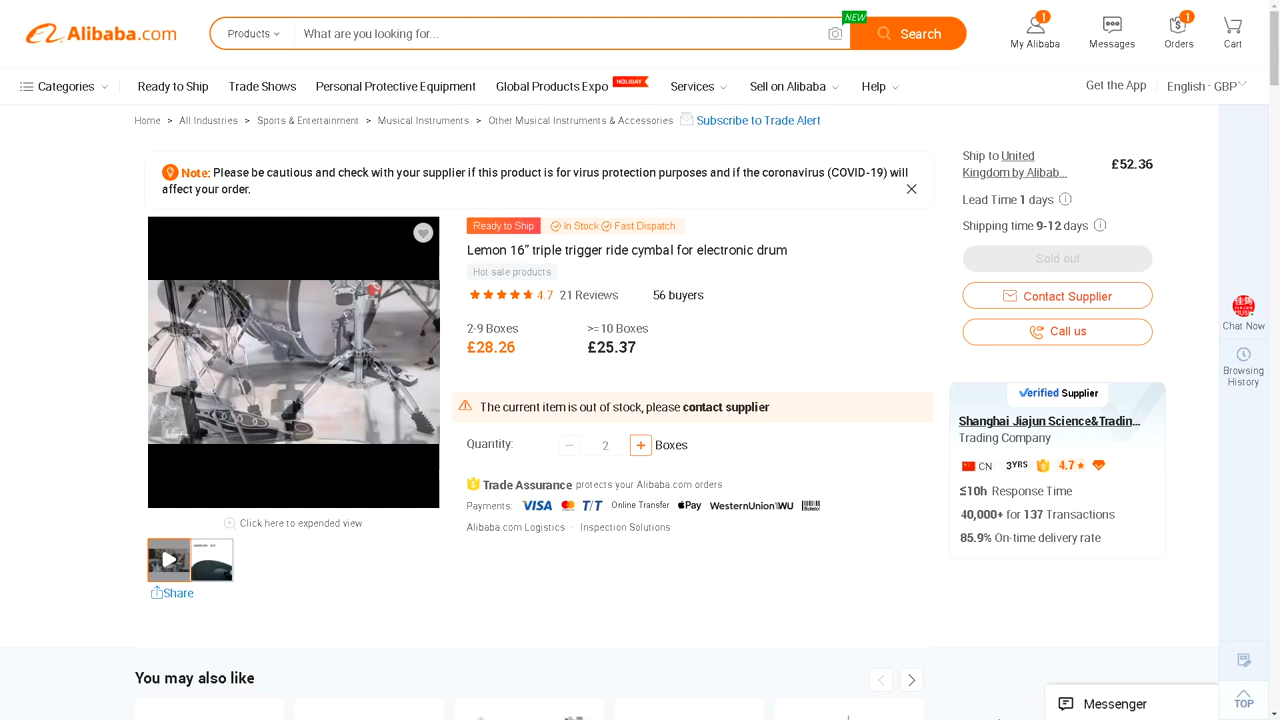 Alibaba.com
Products
What are you looking for...
NEW
Search
1
My Alibaba
Messages
1
Orders
Cart
Categories
Ready to Ship
Trade Shows
Personal Protective Equipment
Global Products Expo
HOLIDAY
Services
Sell on Alibaba
Help
Get the App
English - GBP
Home > All Industries > Sports & Entertainment > Musical Instruments > Other Musical Instruments & Accessories
Subscribe to Trade Alert
Note: Please be cautious and check with your supplier if this product is for virus protection purposes and if the coronavirus (COVID-19) will
affect your order.
Ready to Ship
In Stock
Fast Dispatch
Lemon 16” triple trigger ride cymbal for electronic drum
Hot sale products
4.7
21 Reviews
56 buyers
2-9 Boxes
>= 10 Boxes
£28.26
£25.37
The current item is out of stock, please contact supplier
Quantity:
2
Boxes
Trade Assurance protects your Alibaba.com orders
Payments:
VISA
T/T
Online Transfer
Pay
WesternUnion WU
Boleto
Alibaba.com Logistics · Inspection Solutions
Click here to expended view
Share
Ship to United
Kingdom by Alibab...
£52.36
Lead Time 1 days
Shipping time 9-12 days
Sold out
Contact Supplier
Call us
Verified Supplier
Shanghai Jiajun Science&Tradin...
Trading Company
CN
3YRS
4.7
≤10h Response Time
40,000+ for 137 Transactions
85.9% On-time delivery rate
Chat Now
Browsing
History
You may also like
Messenger
TOP